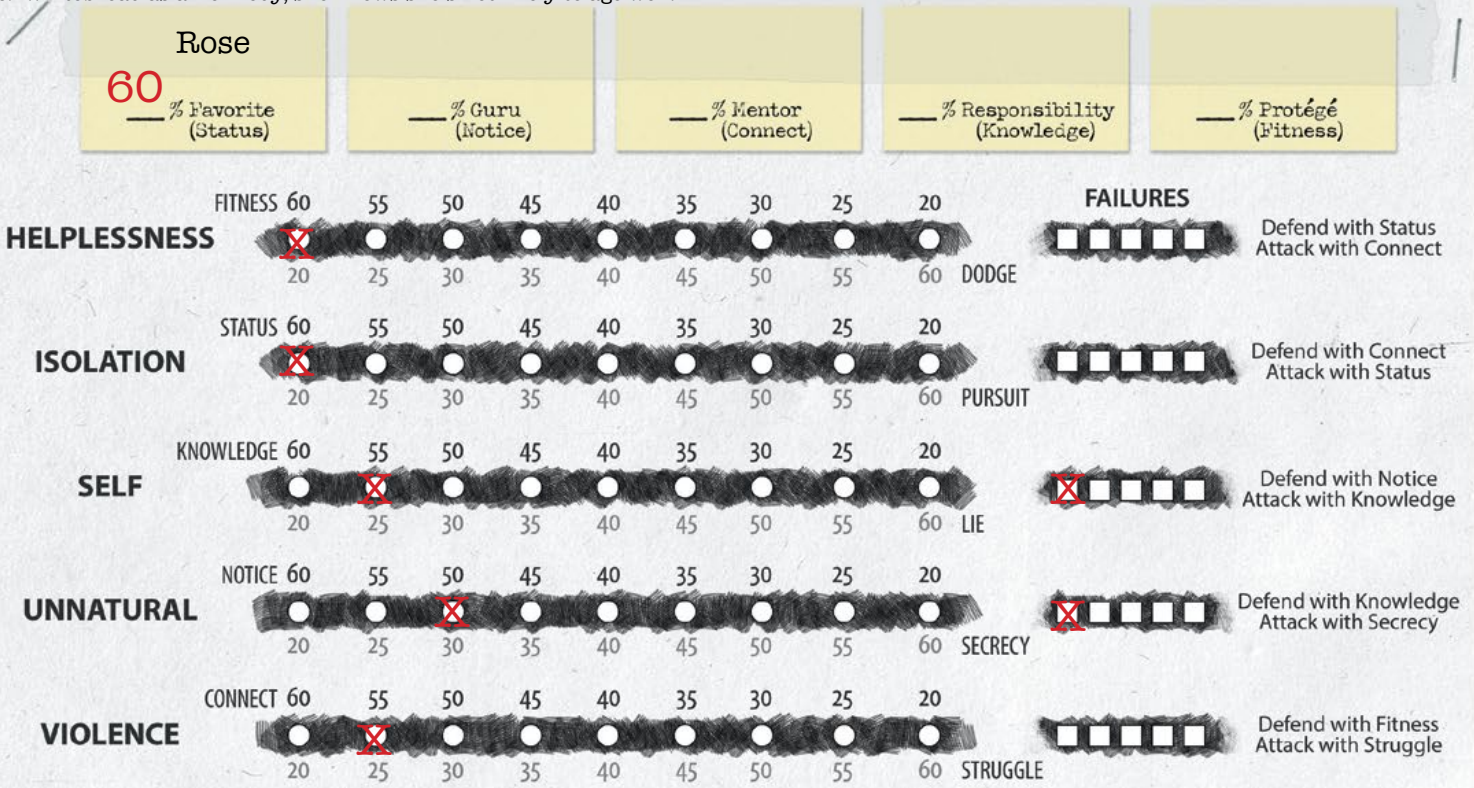 Rose
60
___% Favorite
(Status)
___% Guru
(Notice)
___% Mentor
(Connect)
___% Responsibility
(Knowledge)
___% Protégé
(Fitness)
FITNESS 60 55 50 45 40 35 30 25 20
FAILURES
HELPLESSNESS
Defend with Status
Attack with Connect
20 25 30 35 40 45 50 55 60 DODGE
STATUS 60 55 50 45 40 35 30 25 20
ISOLATION
Defend with Connect
Attack with Status
20 25 30 35 40 45 50 55 60 PURSUIT
KNOWLEDGE 60 55 50 45 40 35 30 25 20
SELF
Defend with Notice
Attack with Knowledge
20 25 30 35 40 45 50 55 60 LIE
NOTICE 60 55 50 45 40 35 30 25 20
UNNATURAL
Defend with Knowledge
Attack with Secrecy
20 25 30 35 40 45 50 55 60 SECRECY
CONNECT 60 55 50 45 40 35 30 25 20
VIOLENCE
Defend with Fitness
Attack with Struggle
20 25 30 35 40 45 50 55 60 STRUGGLE